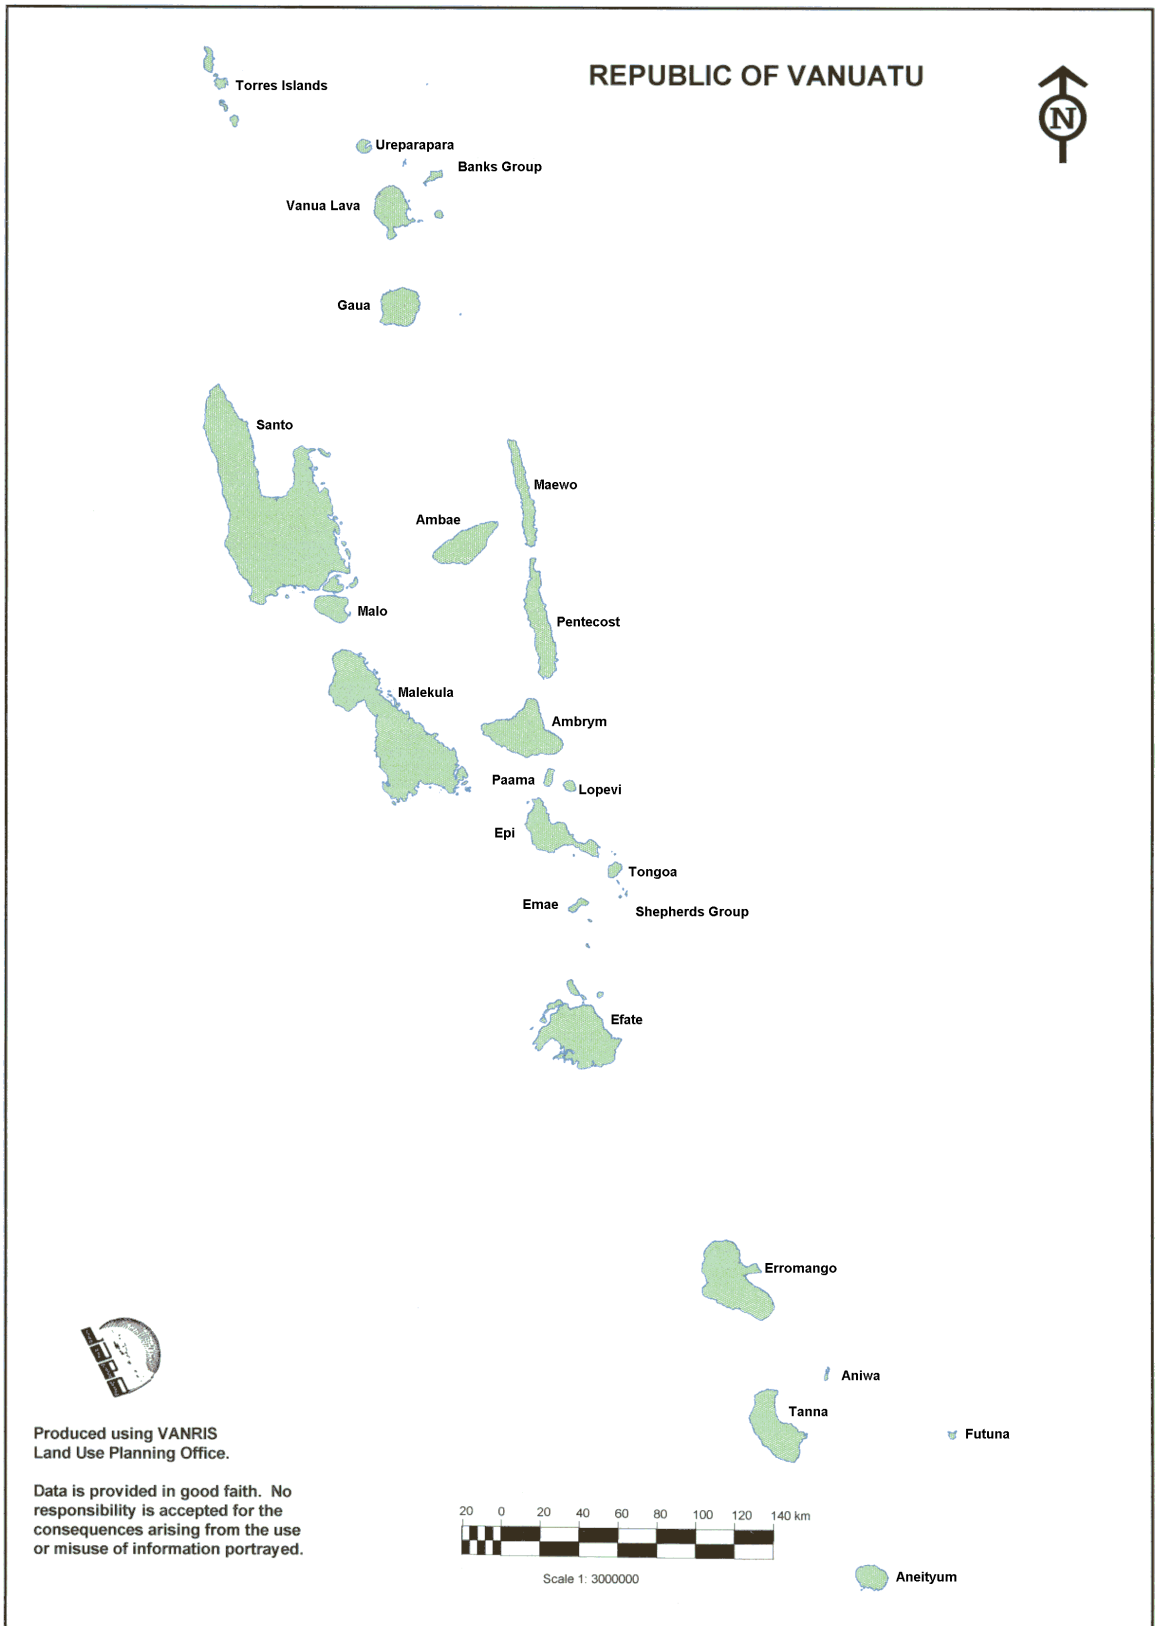 REPUBLIC OF VANUATU
N
Torres Islands
Ureparapara
Banks Group
Vanua Lava
Gaua
Santo
Maewo
Ambae
Malo
Pentecost
Malekula
Ambrym
Paama
Lopevi
Epi
Tongoa
Emae
Shepherds Group
Efate
Erromango
Aniwa
Tanna
Futuna
Produced using VANRIS
Land Use Planning Office.
Data is provided in good faith. No
responsibility is accepted for the
consequences arising from the use
or misuse of information portrayed.
20 0 20 40 60 80 100 120 140 km
Scale 1: 3000000
Aneityum